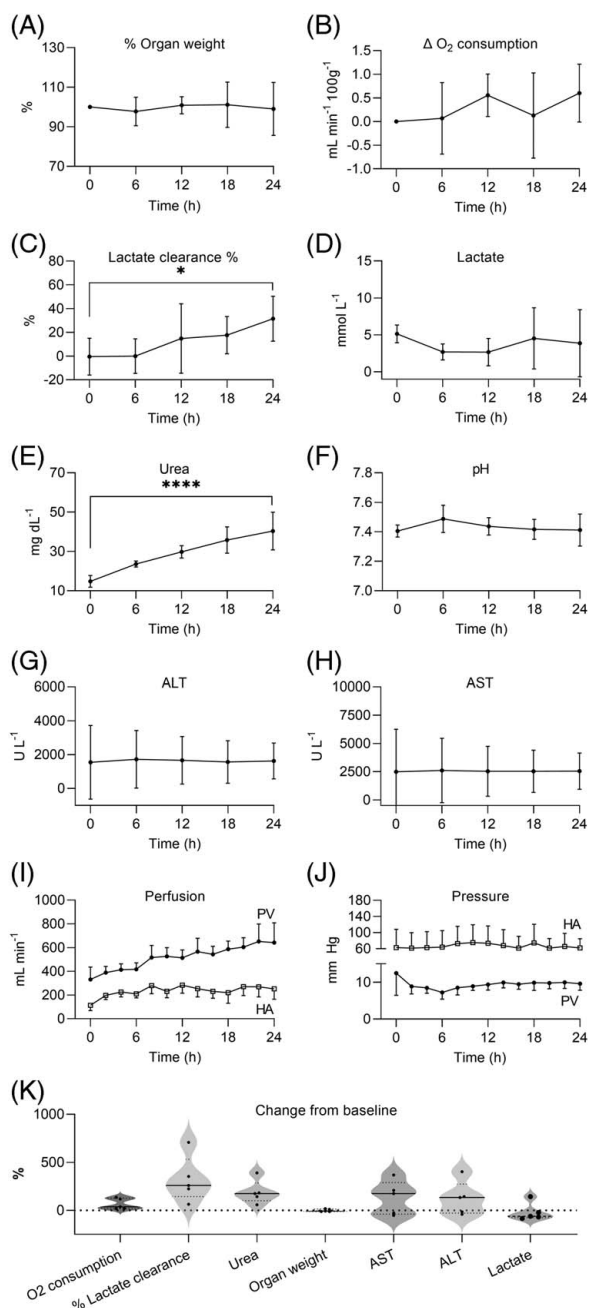 (A)
% Organ weight
130
110
90
70
%
0 6 12 18 24
Time (h)
(B)
Δ O2 consumption
1.5
1.0
0.5
0.0
-0.5
-1.0
mL min⁻¹ 100g⁻¹
0 6 12 18 24
Time (h)
(C)
Lactate clearance %
*
80
60
40
20
0
-20
%
0 6 12 18 24
Time (h)
(D)
Lactate
20
15
10
5
0
mmol L⁻¹
0 6 12 18 24
Time (h)
(E)
Urea
****
70
50
30
10
mg dL⁻¹
0 6 12 18 24
Time (h)
(F)
pH
7.8
7.6
7.4
7.2
7.0
0 6 12 18 24
Time (h)
(G)
ALT
6000
4000
2000
0
U L⁻¹
0 6 12 18 24
Time (h)
(H)
AST
10000
7500
5000
2500
0
U L⁻¹
0 6 12 18 24
Time (h)
(I)
Perfusion
1000
800
600
400
200
0
mL min⁻¹
PV
HA
0 6 12 18 24
Time (h)
(J)
Pressure
180
140
100
60
10
0
mm Hg
HA
PV
0 6 12 18 24
Time (h)
(K)
Change from baseline
1000
500
0
%
O2 consumption
% Lactate clearance
Urea
Organ weight
AST
ALT
Lactate